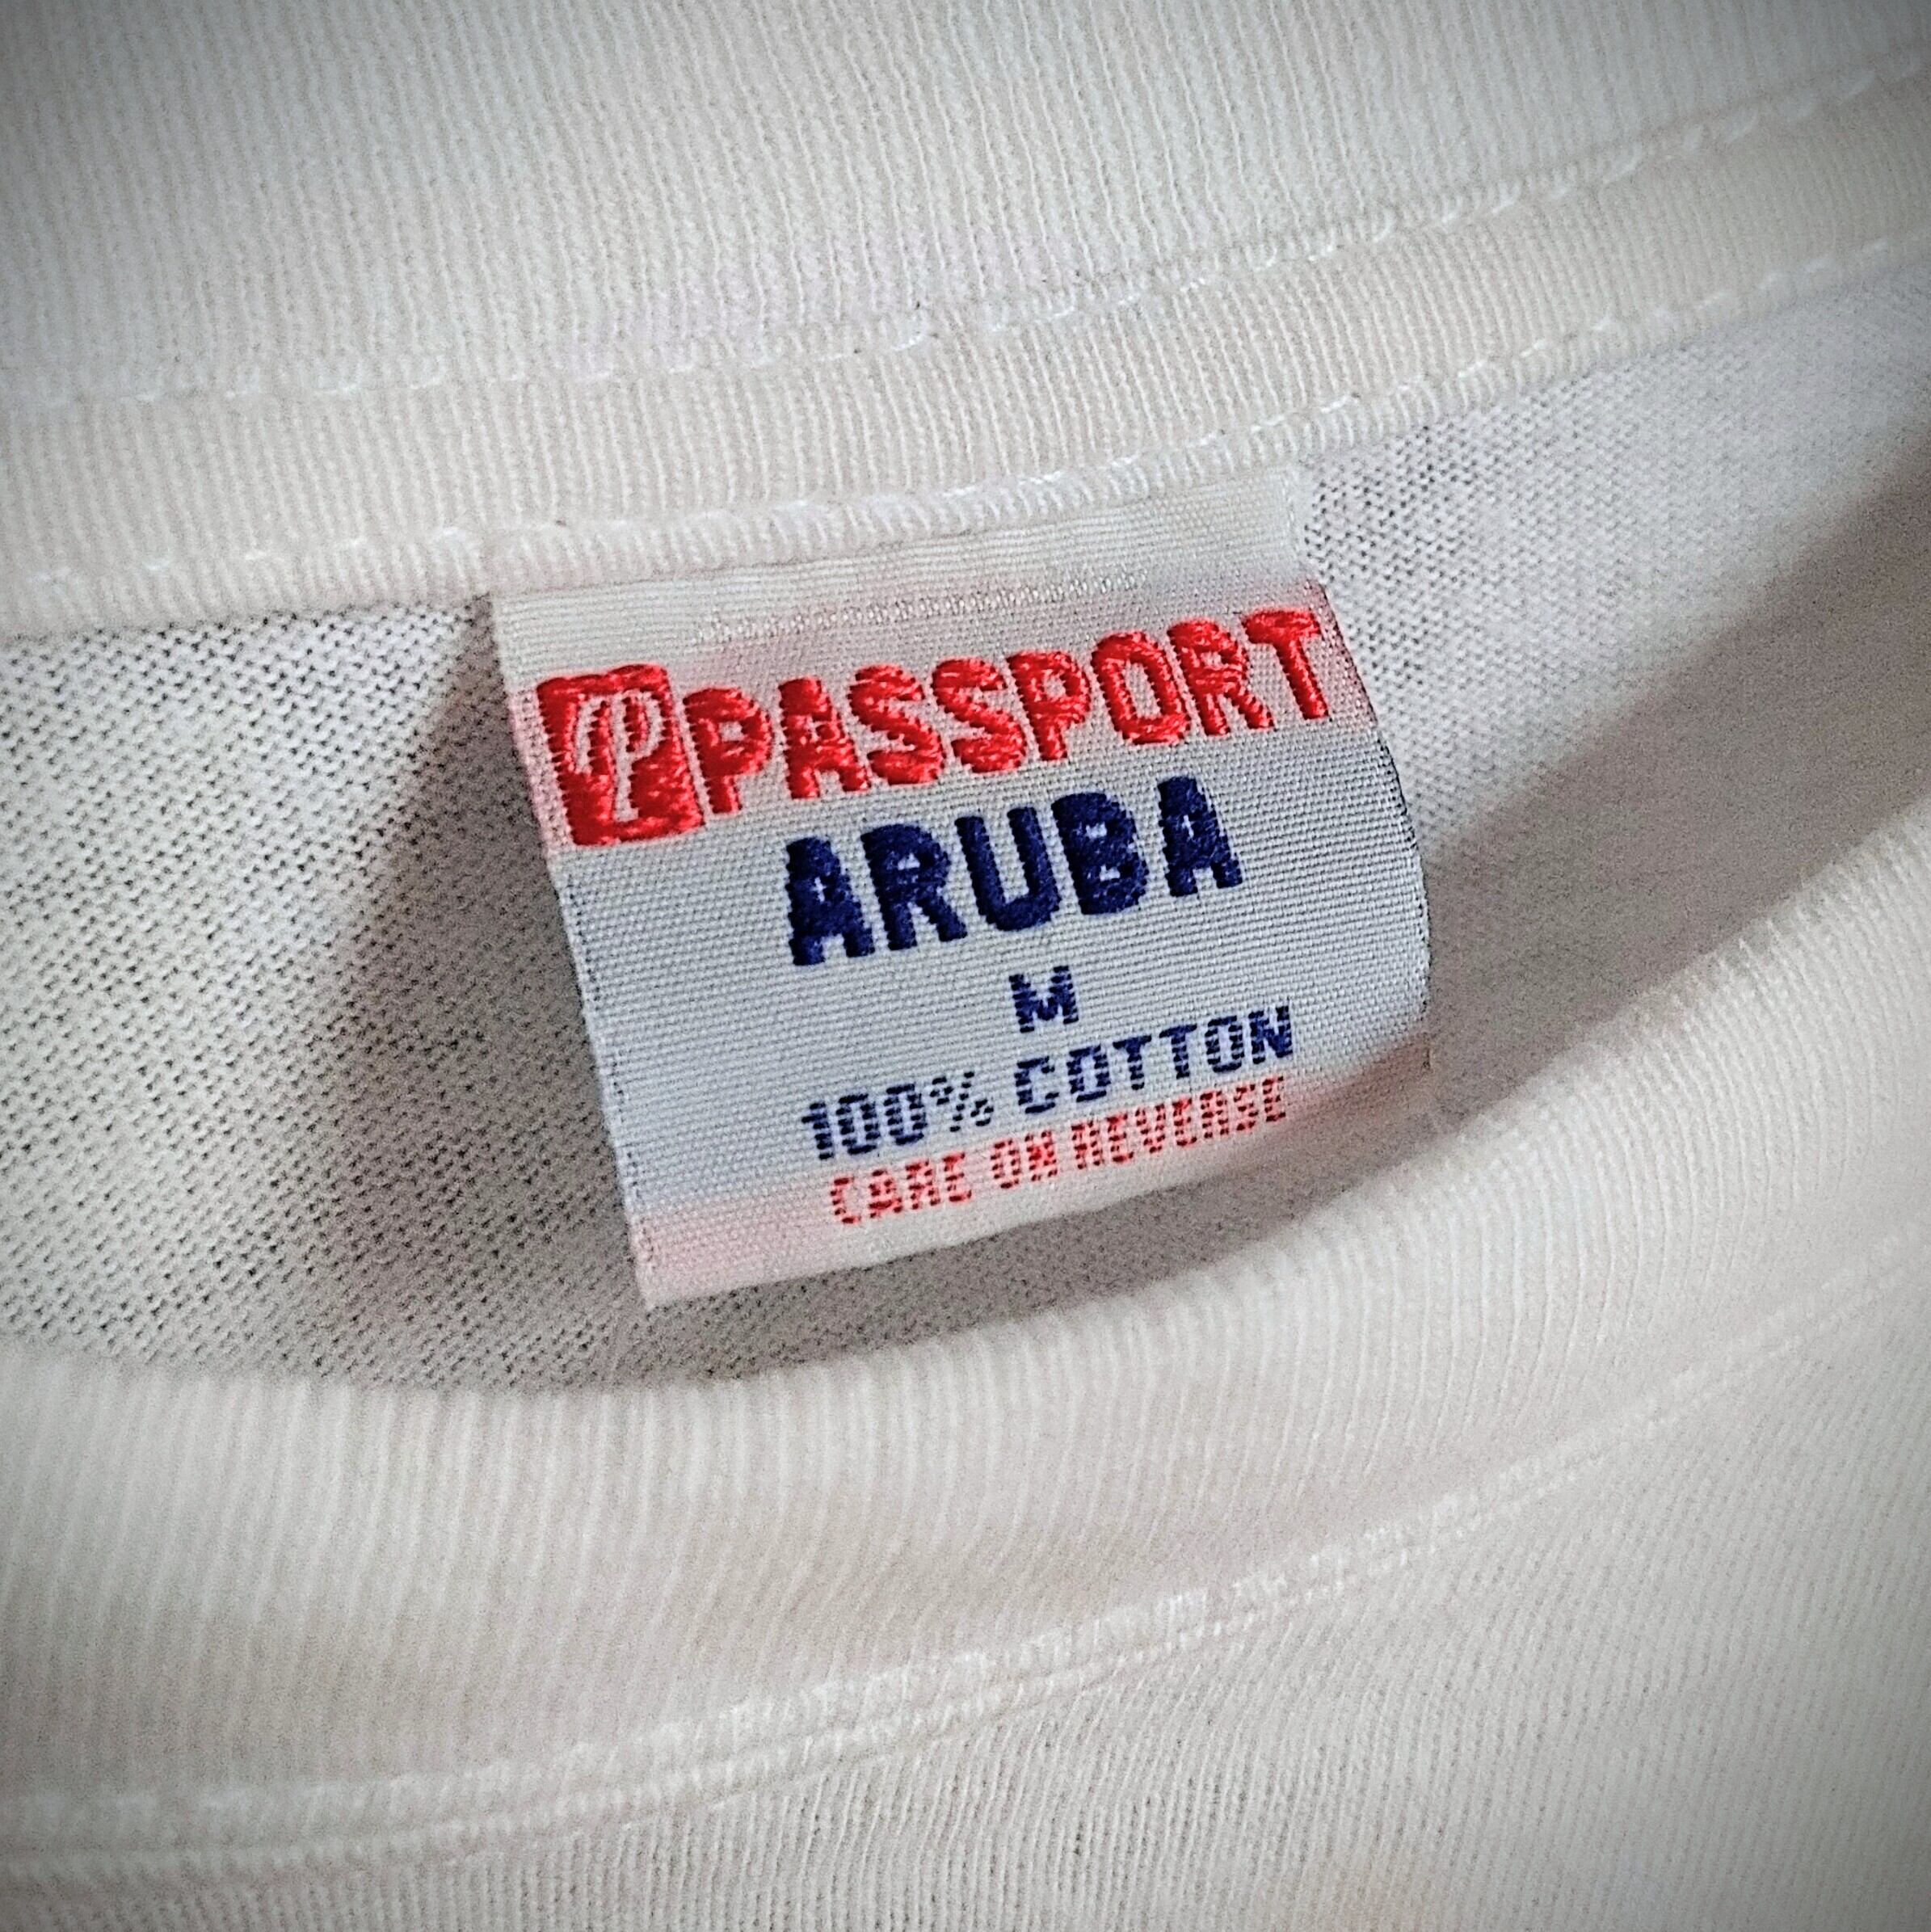 P PASSPORT
ARUBA
M
100% COTTON
CARE ON REVERSE